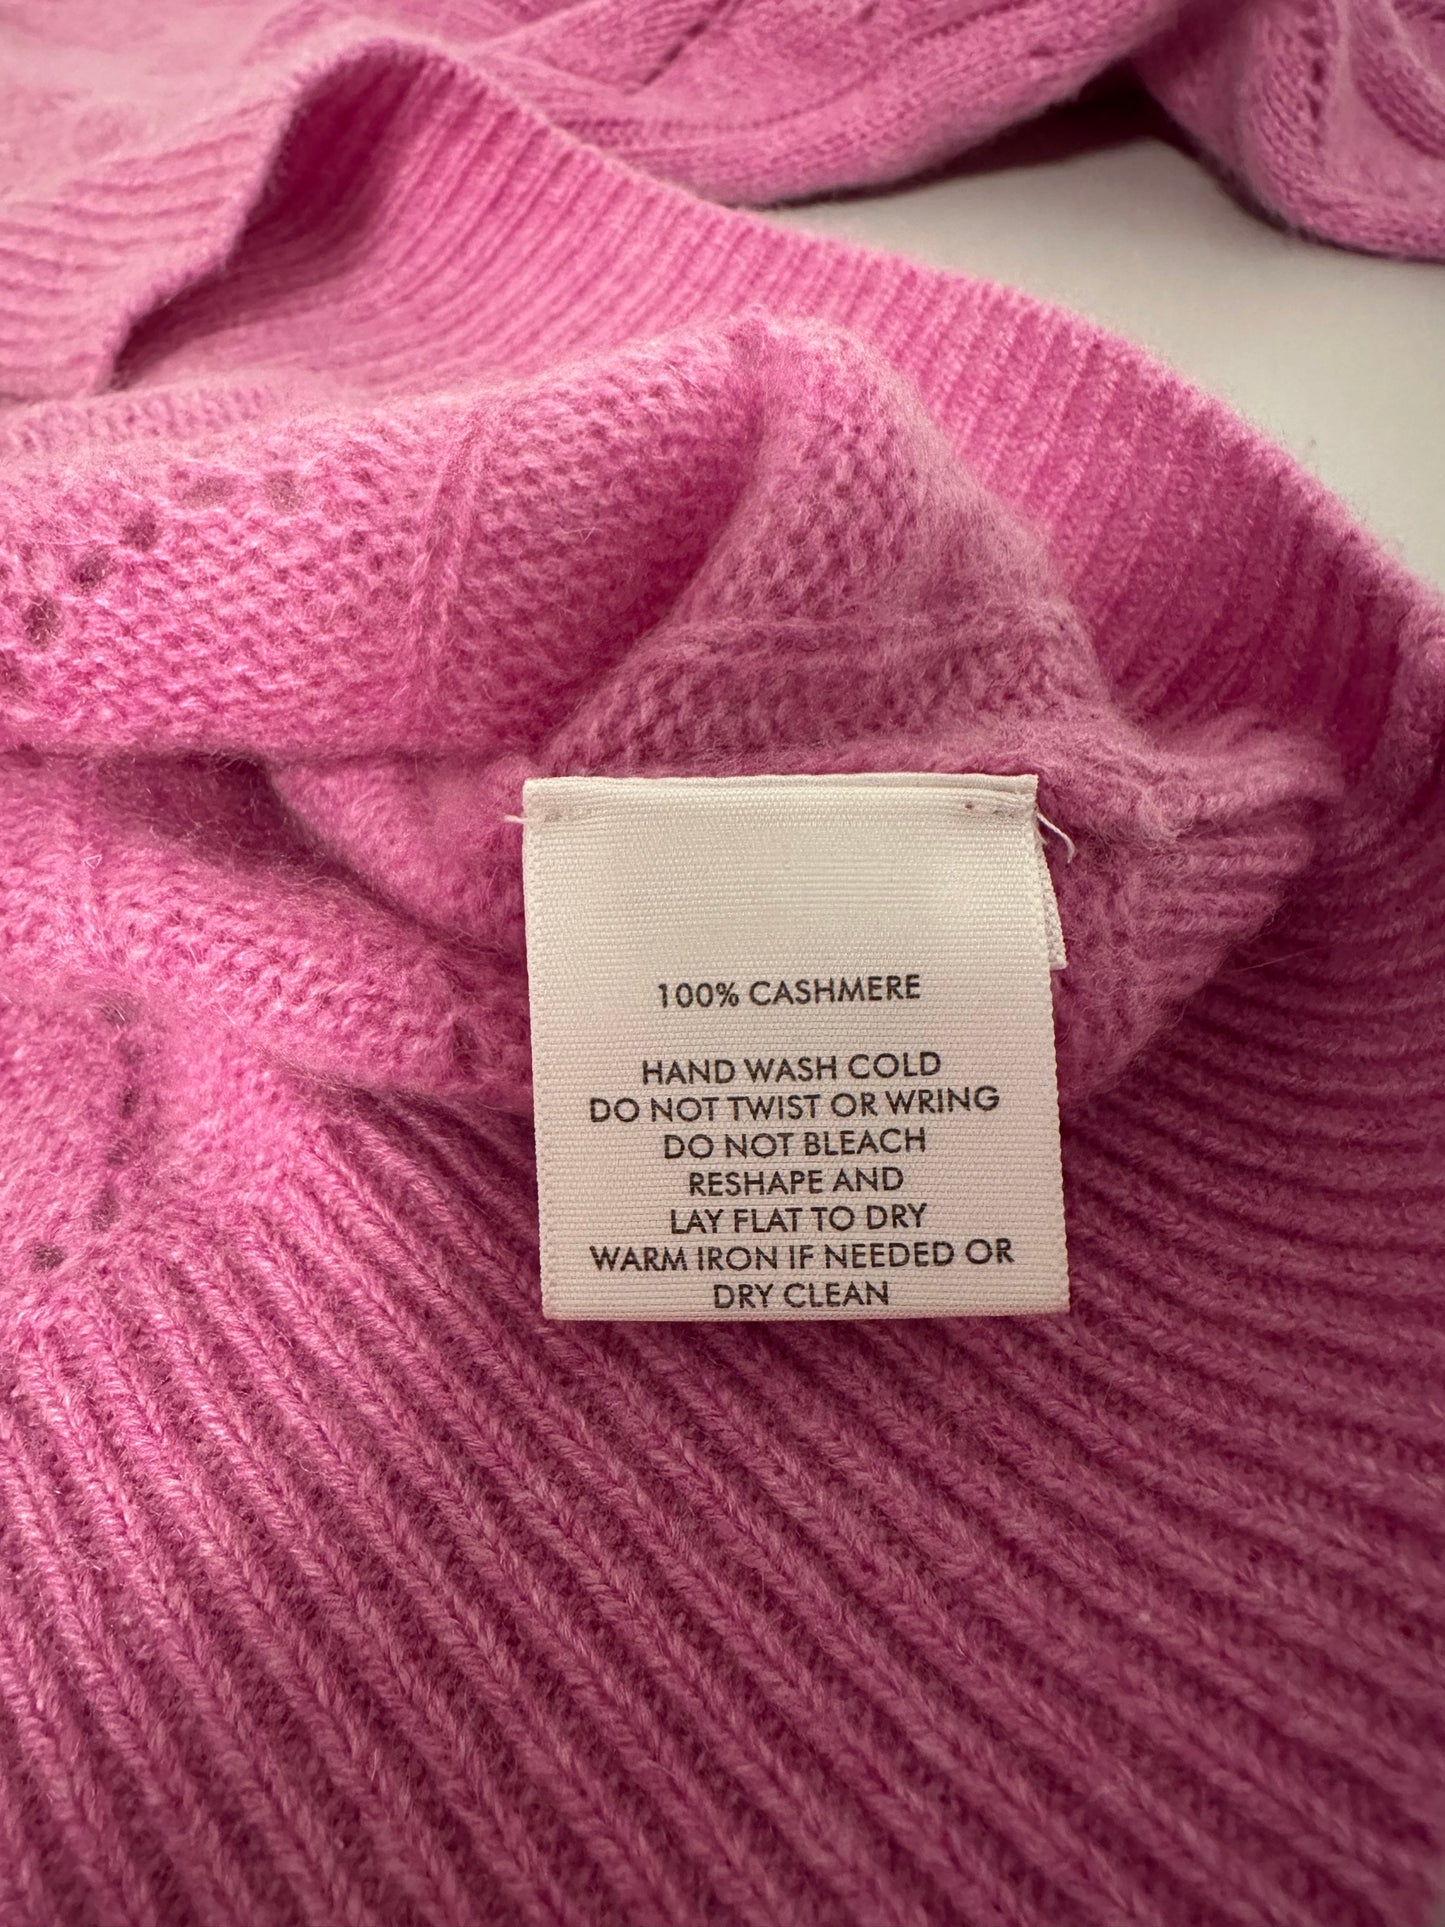 100% CASHMERE
HAND WASH COLD
DO NOT TWIST OR WRING
DO NOT BLEACH
RESHAPE AND
LAY FLAT TO DRY
WARM IRON IF NEEDED OR
DRY CLEAN